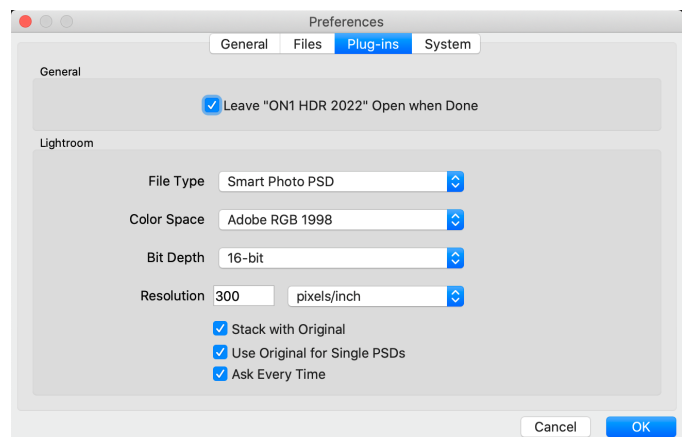 Preferences
General Files Plug-ins System
General
Leave "ON1 HDR 2022" Open when Done
Lightroom
File Type Smart Photo PSD
Color Space Adobe RGB 1998
Bit Depth 16-bit
Resolution 300 pixels/inch
Stack with Original
Use Original for Single PSDs
Ask Every Time
Cancel OK